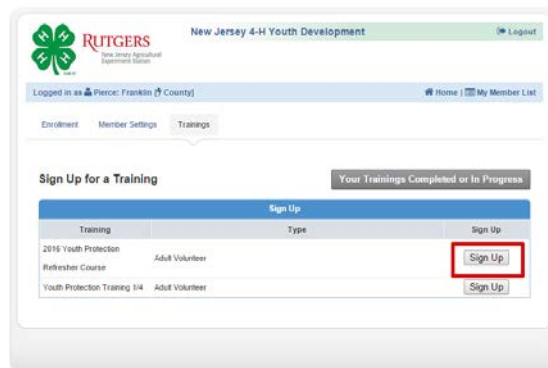 New Jersey 4-H Youth Development
Logout
RUTGERS
New Jersey Agricultural
Experiment Station
Logged in as Pierce: Franklin [County]
Home | My Member List
Enrolment Member Settings Trainings
Sign Up for a Training
Your Trainings Completed or In Progress
Sign Up
Training Type Sign Up
2016 Youth Protection
Refresher Course
Adult Volunteer
Sign Up
Youth Protection Training 1/4 Adult Volunteer Sign Up